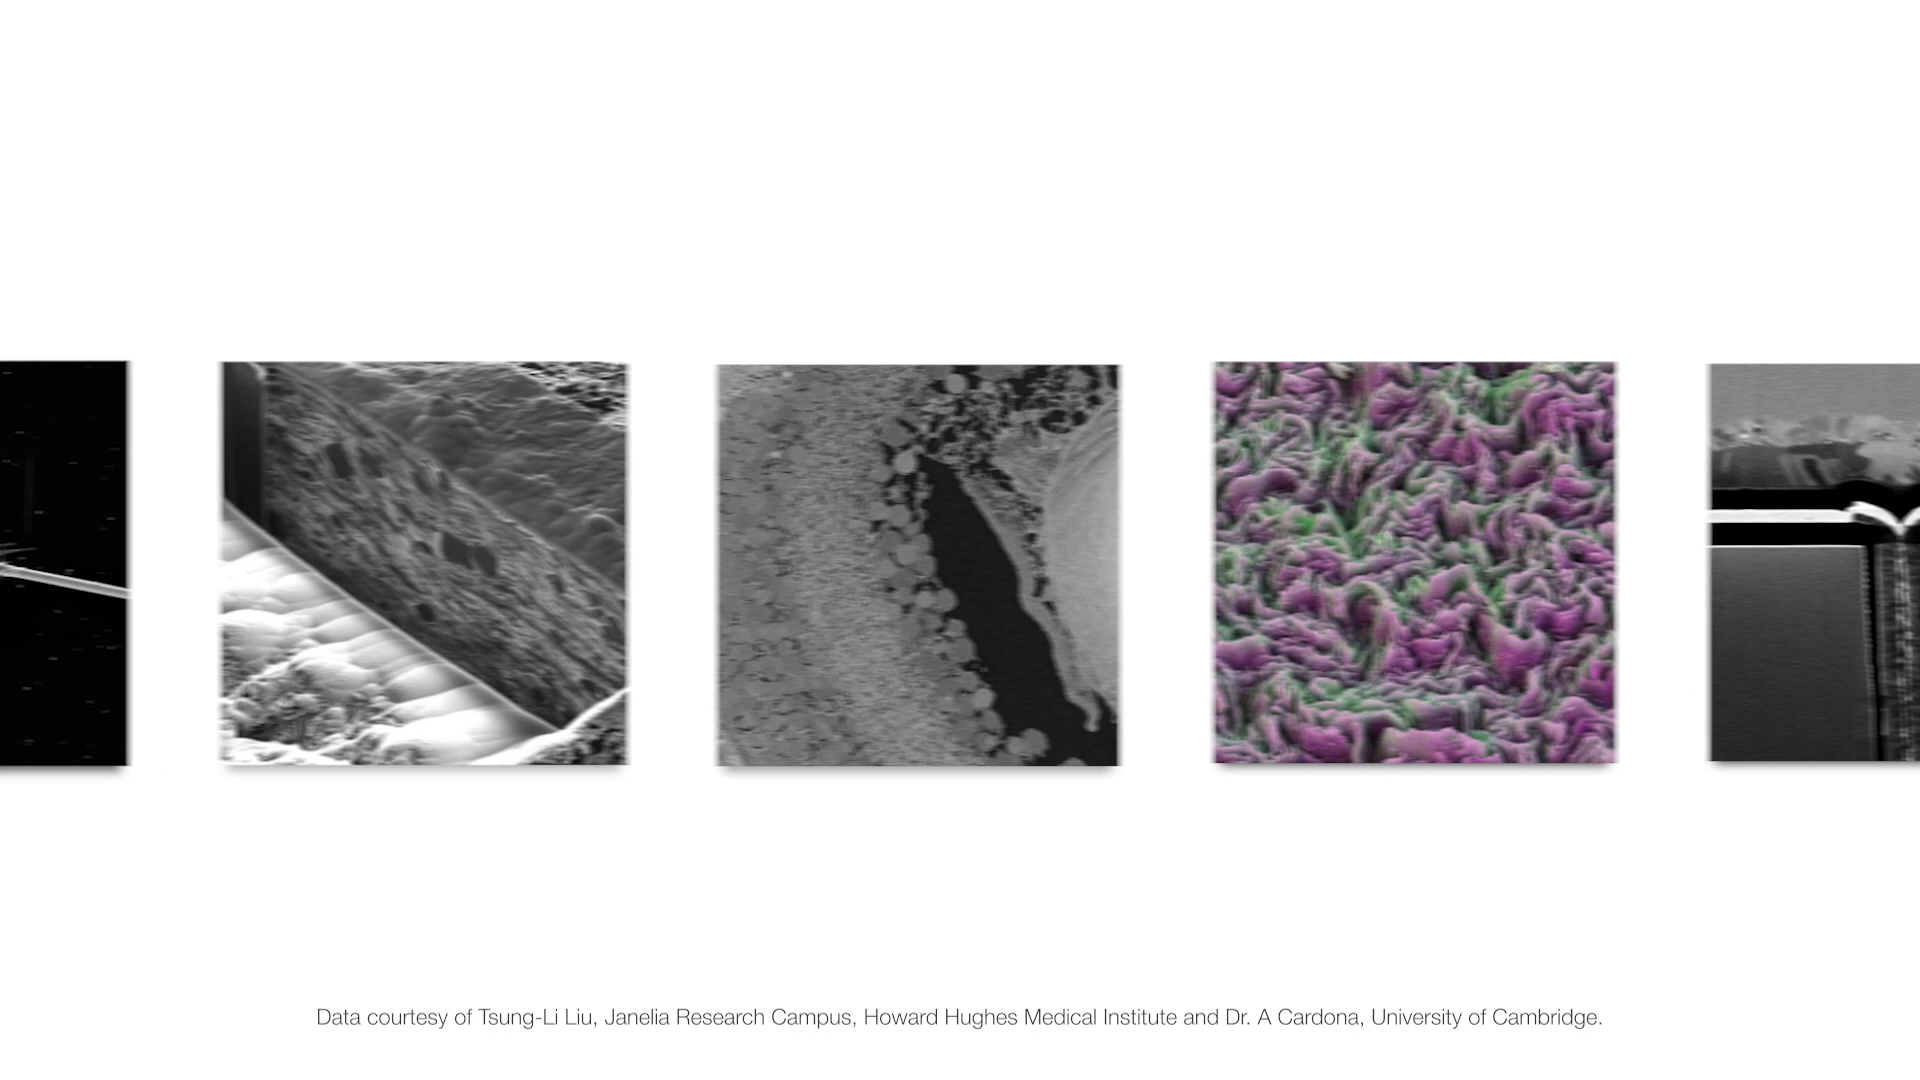 Data courtesy of Tsung-Li Liu, Janelia Research Campus, Howard Hughes Medical Institute and Dr. A Cardona, University of Cambridge.